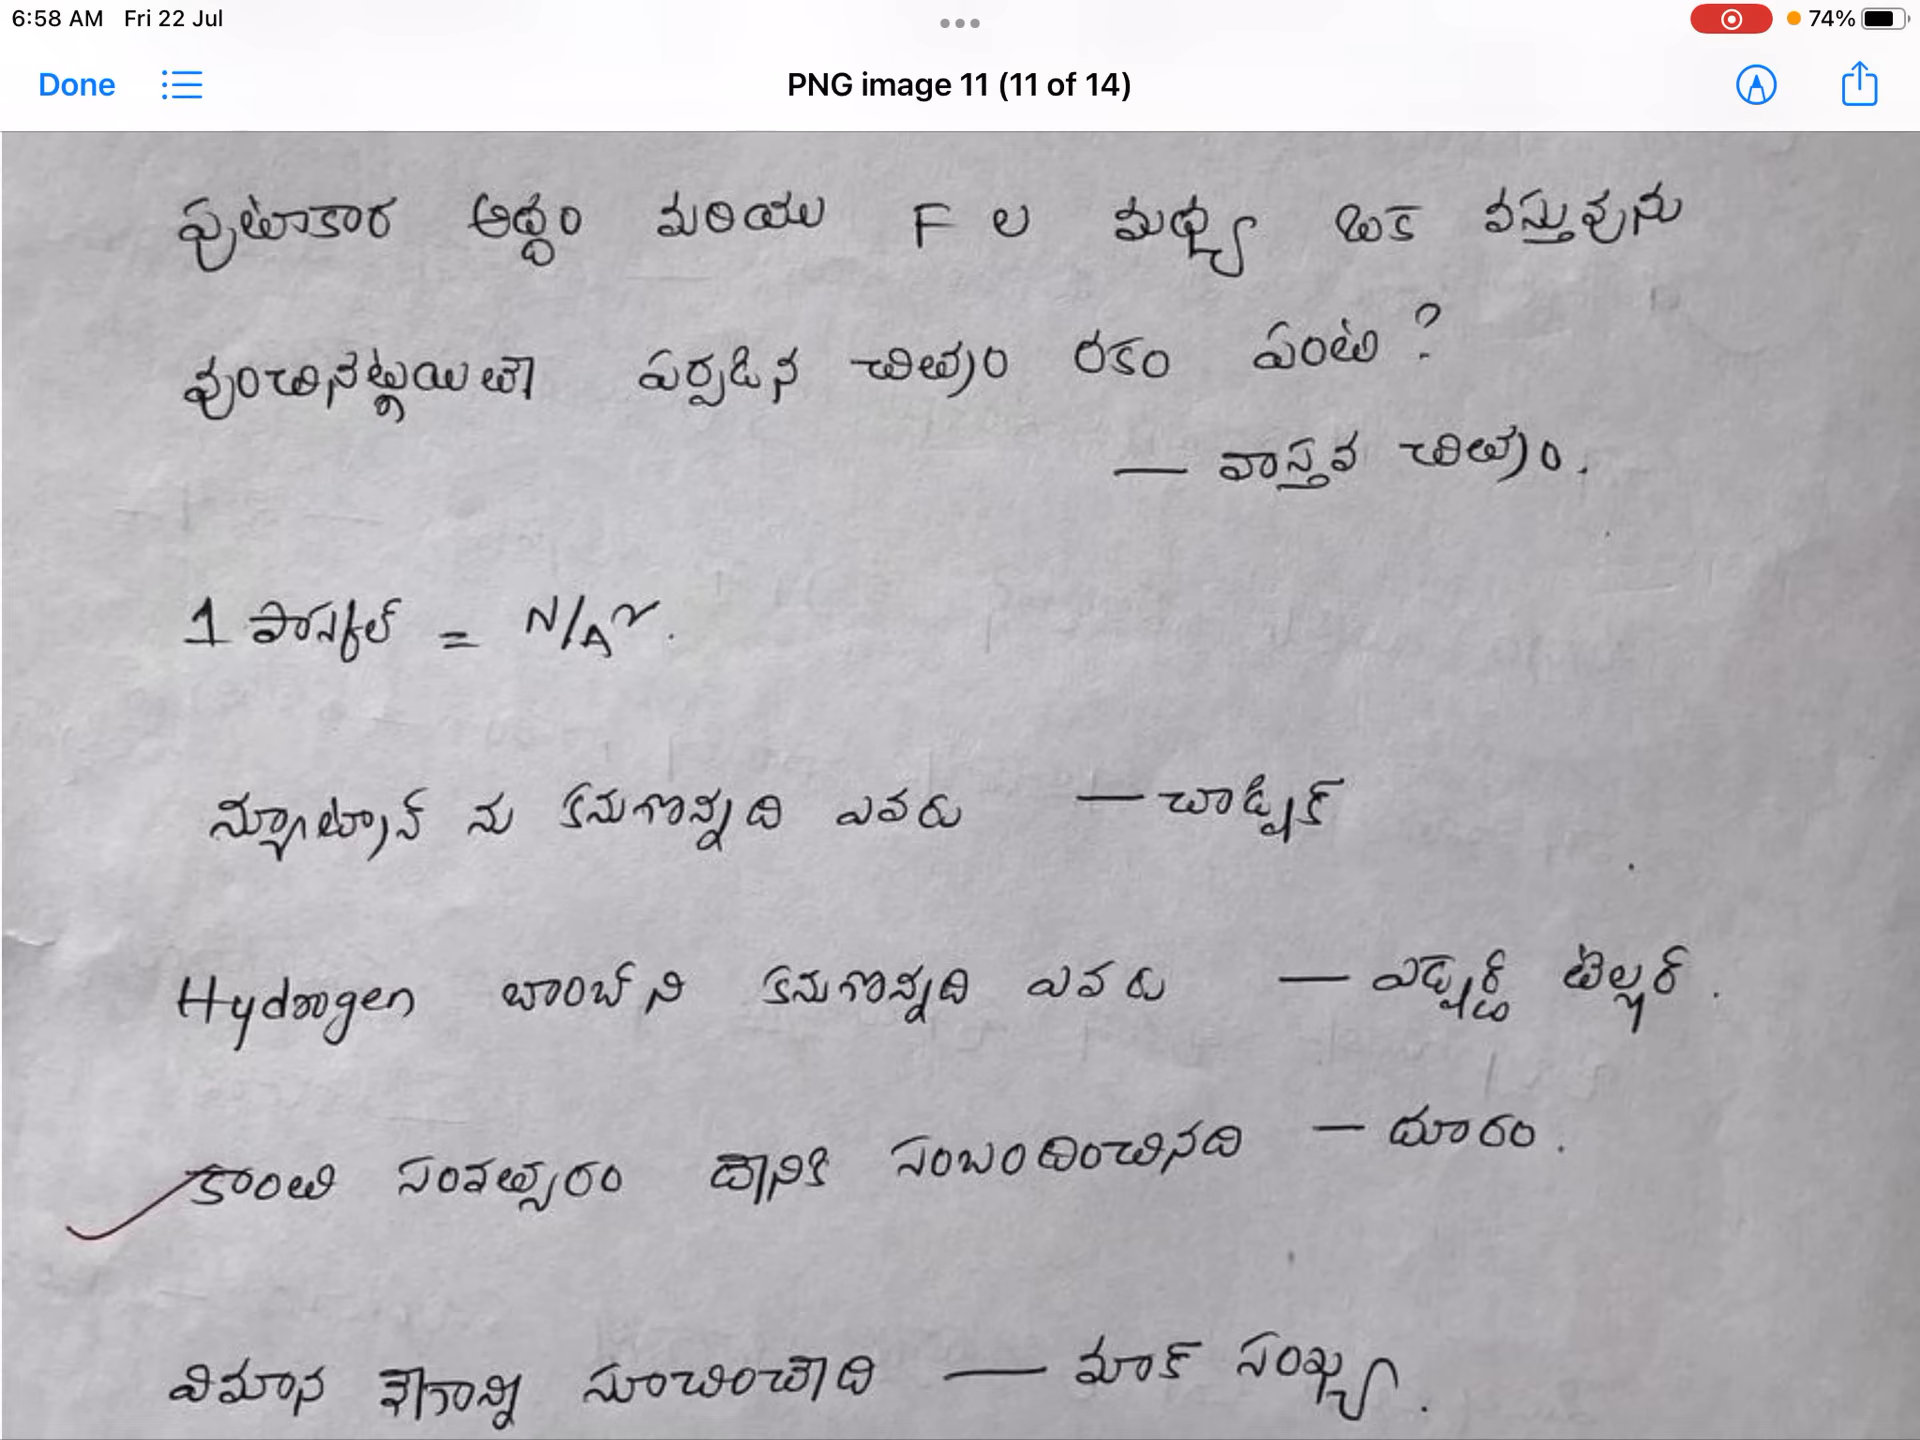 6:58 AM Fri 22 Jul 74%
Done PNG image 11 (11 of 14)
పుటాకార అద్దం మరియు F ల మధ్య ఒక వస్తువును
వుంచినట్లుయితే ఏర్పడిన చిత్రం రకం ఏంటి ?
— వాస్తవ చిత్రం.
1 పాస్కల్ = N/A².
న్యూట్రాన్ ను కనుగొన్నది ఎవరు — చాడ్విక్
Hydrogen బాంబ్ ని కనుగొన్నది ఎవరు — ఎడ్వర్డ్ టెల్లర్.
కాంతి సంవత్సరం దానికి సంబందించినది — దూరం.
విమాన వేగాన్ని సూచించేది — మాక్ సంఖ్య.